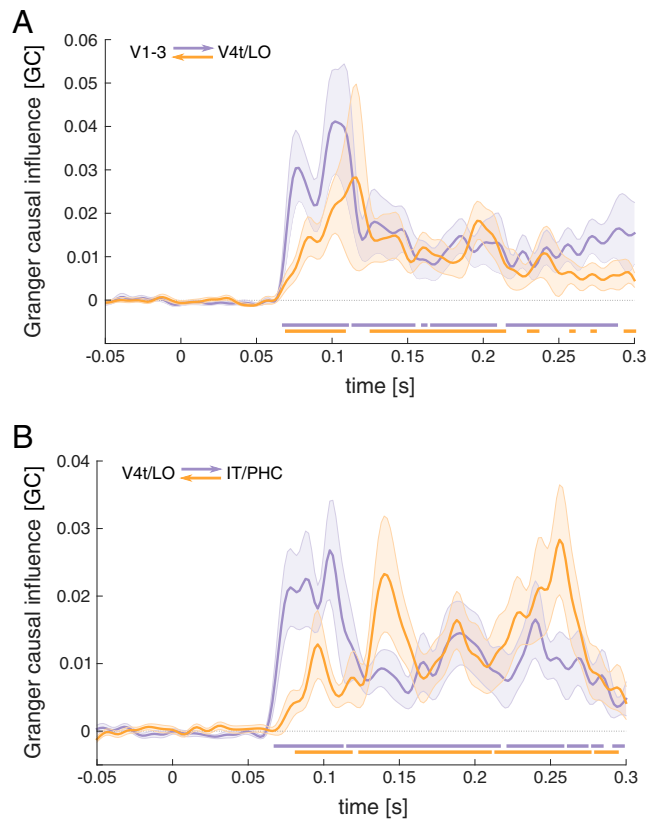 A
V1-3 V4t/LO
Granger causal influence [GC]
0.06
0.05
0.04
0.03
0.02
0.01
0
-0.05 0 0.05 0.1 0.15 0.2 0.25 0.3
time [s]
B
V4t/LO IT/PHC
Granger causal influence [GC]
0.04
0.03
0.02
0.01
0
-0.05 0 0.05 0.1 0.15 0.2 0.25 0.3
time [s]